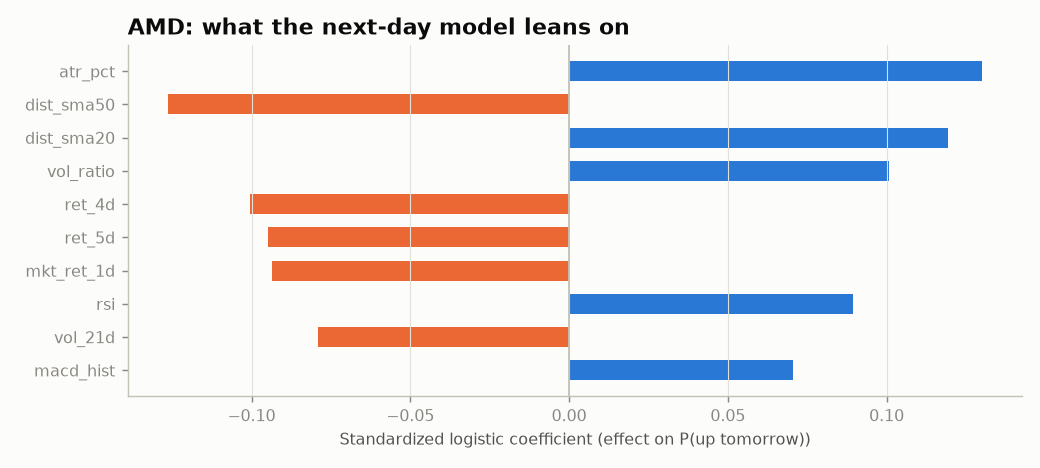 AMD: what the next-day model leans on
atr_pct
dist_sma50
dist_sma20
vol_ratio
ret_4d
ret_5d
mkt_ret_1d
rsi
vol_21d
macd_hist
−0.10 −0.05 0.00 0.05 0.10
Standardized logistic coefficient (effect on P(up tomorrow))